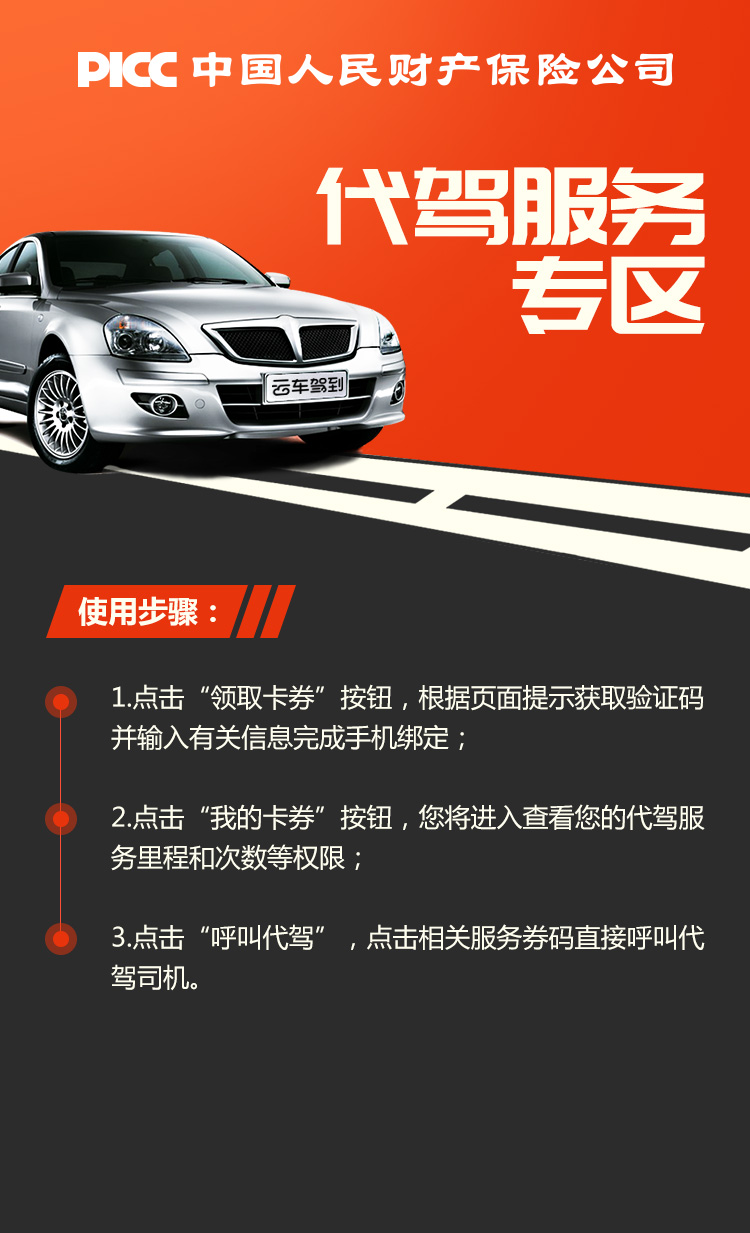 PICC 中国人民财产保险公司
代驾服务
专区
云车驾到
使用步骤：
1.点击“领取卡券”按钮，根据页面提示获取验证码
并输入有关信息完成手机绑定；
2.点击“我的卡券”按钮，您将进入查看您的代驾服
务里程和次数等权限；
3.点击“呼叫代驾”，点击相关服务券码直接呼叫代
驾司机。